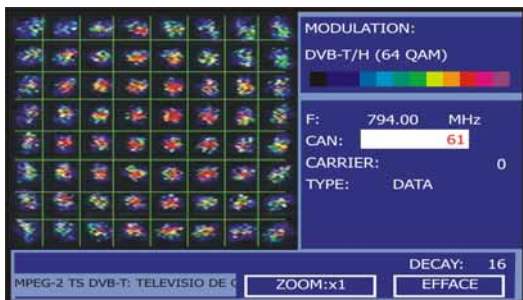 MODULATION:
DVB-T/H (64 QAM)
F: 794.00 MHz
CAN: 61
CARRIER: 0
TYPE: DATA
DECAY: 16
MPEG-2 TS DVB-T: TELEVISIO DE
ZOOM:x1 EFFACE